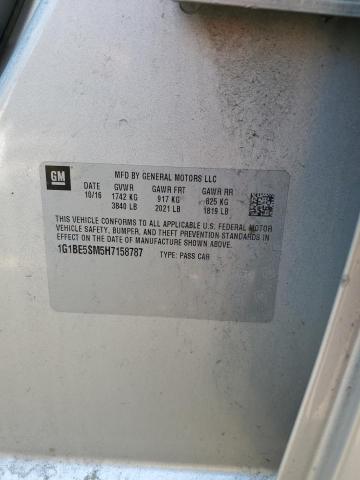 GM
MFD BY GENERAL MOTORS LLC
DATE GVWR GAWR FRT GAWR RR
10/16 1742 KG 917 KG 825 KG
3840 LB 2021 LB 1819 LB
THIS VEHICLE CONFORMS TO ALL APPLICABLE U.S. FEDERAL MOTOR
VEHICLE SAFETY, BUMPER, AND THEFT PREVENTION STANDARDS IN
EFFECT ON THE DATE OF MANUFACTURE SHOWN ABOVE.
1G1BE5SM5H7158787 TYPE: PASS CAR